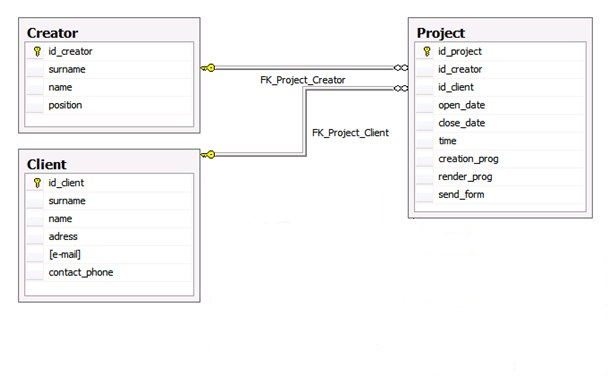 Creator
id_creator
surname
name
position
Client
id_client
surname
name
adress
[e-mail]
contact_phone
FK_Project_Creator
FK_Project_Client
Project
id_project
id_creator
id_client
open_date
close_date
time
creation_prog
render_prog
send_form